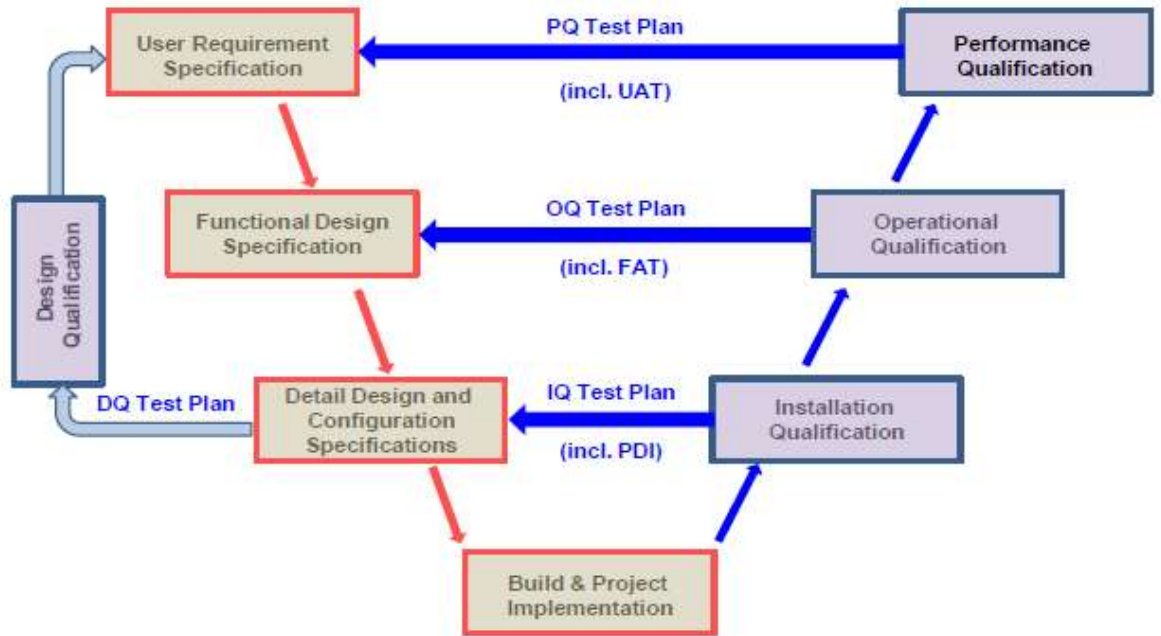 User Requirement
Specification
PQ Test Plan
(incl. UAT)
Performance
Qualification
Functional Design
Specification
OQ Test Plan
(incl. FAT)
Operational
Qualification
Design
Qualification
DQ Test Plan
Detail Design and
Configuration
Specifications
IQ Test Plan
(incl. PDI)
Installation
Qualification
Build & Project
Implementation